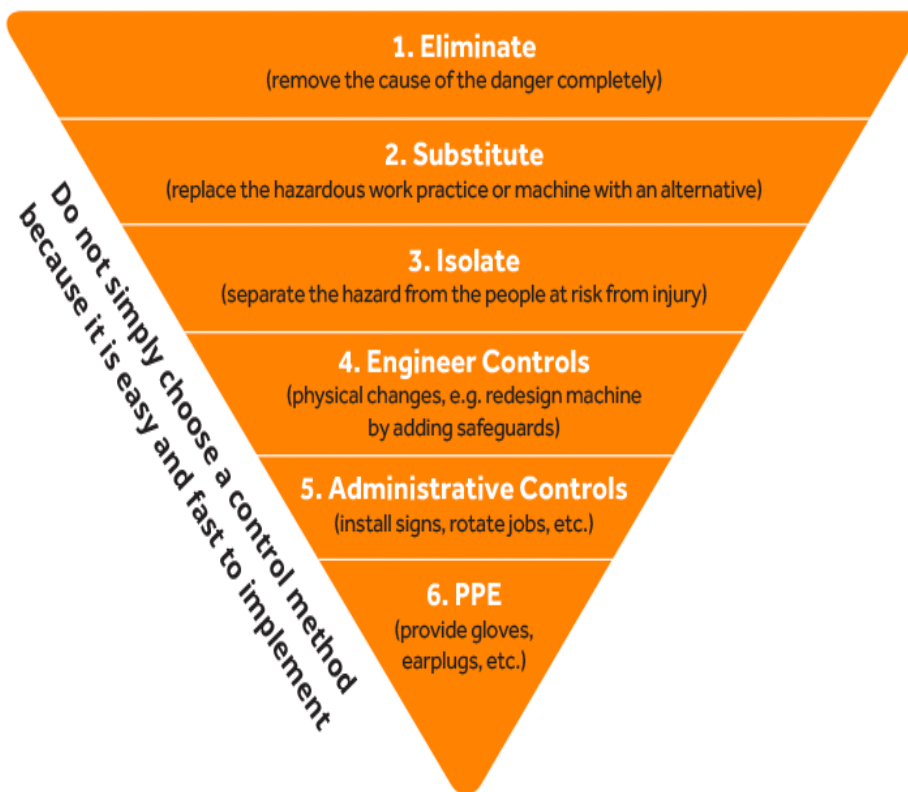 1. Eliminate
(remove the cause of the danger completely)
2. Substitute
(replace the hazardous work practice or machine with an alternative)
3. Isolate
(separate the hazard from the people at risk from injury)
4. Engineer Controls
(physical changes, e.g. redesign machine
by adding safeguards)
5. Administrative Controls
(install signs, rotate jobs, etc.)
6. PPE
(provide gloves,
earplugs, etc.)
Do not simply choose a control method
because it is easy and fast to implement